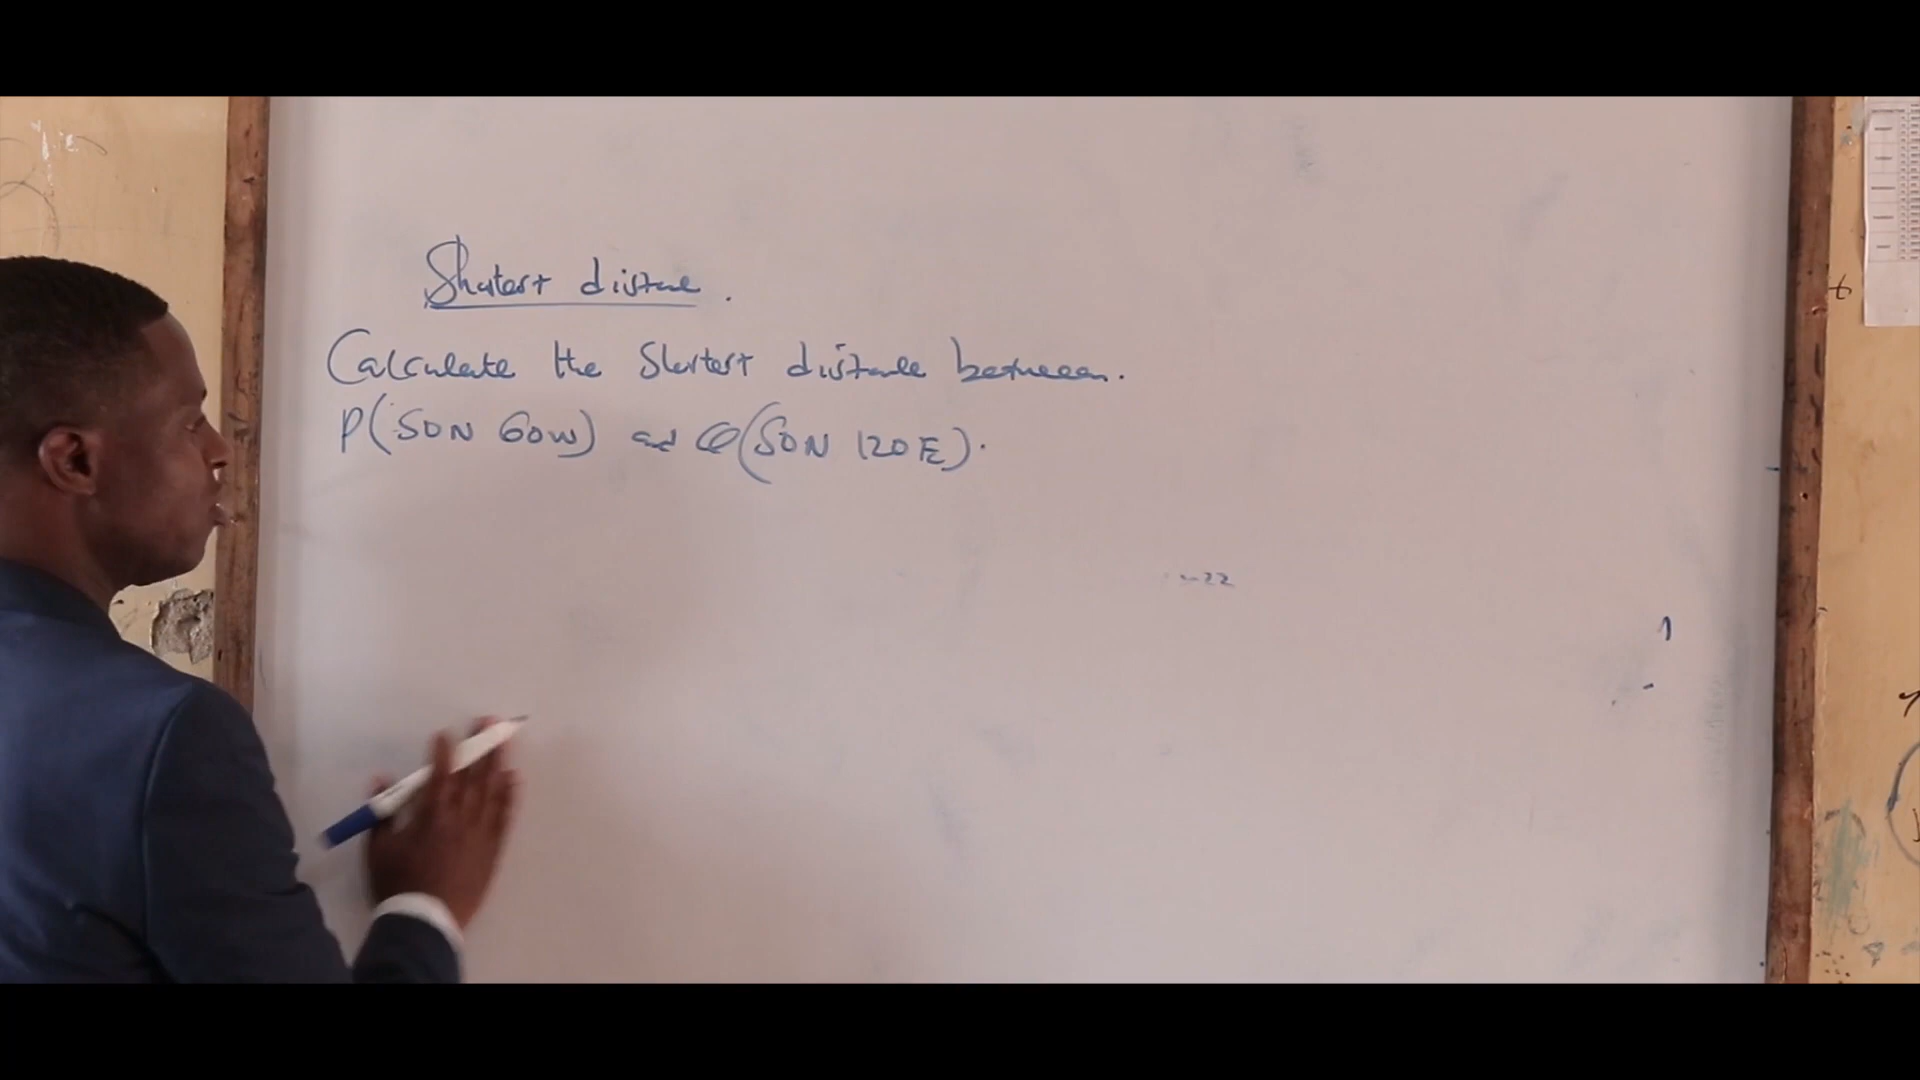 Shortest distance.
Calculate the Shortest distance between.
P(50N 60W) and Q(50N 120E).